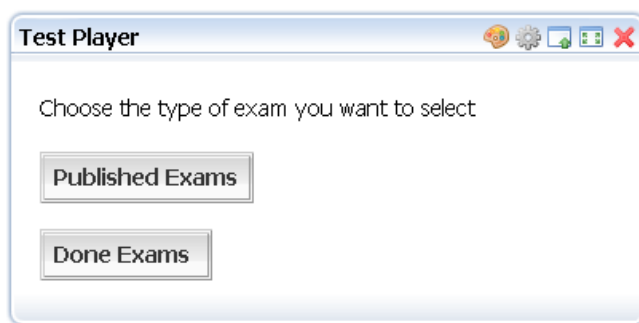 Test Player
Choose the type of exam you want to select
Published Exams
Done Exams